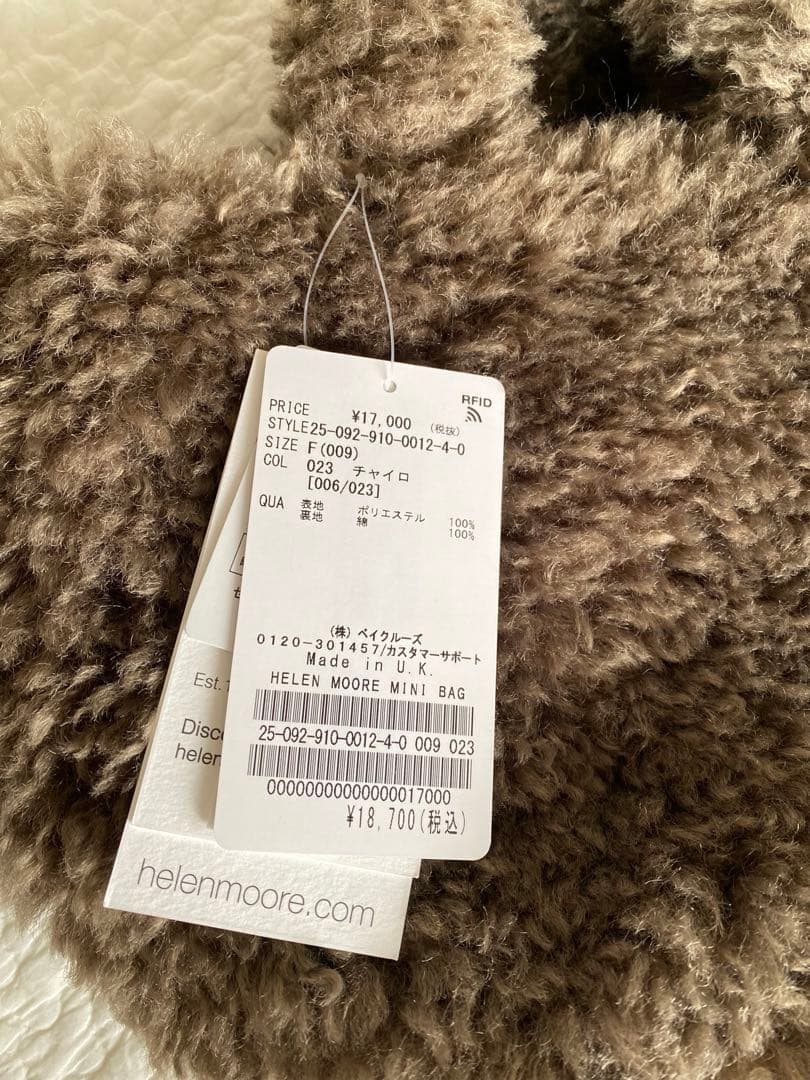 RFID
PRICE ¥17,000 (税抜)
STYLE25-092-910-0012-4-0
SIZE F(009)
COL 023 チャイロ
[006/023]
QUA 表地 ポリエステル 100%
裏地 綿 100%
(株) ベイクルーズ
0120-301457/カスタマーサポート
Made in U.K.
HELEN MOORE MINI BAG
25-092-910-0012-4-0 009 023
00000000000000017000
¥18,700(税込)
Est.
helen
helenmoore.com